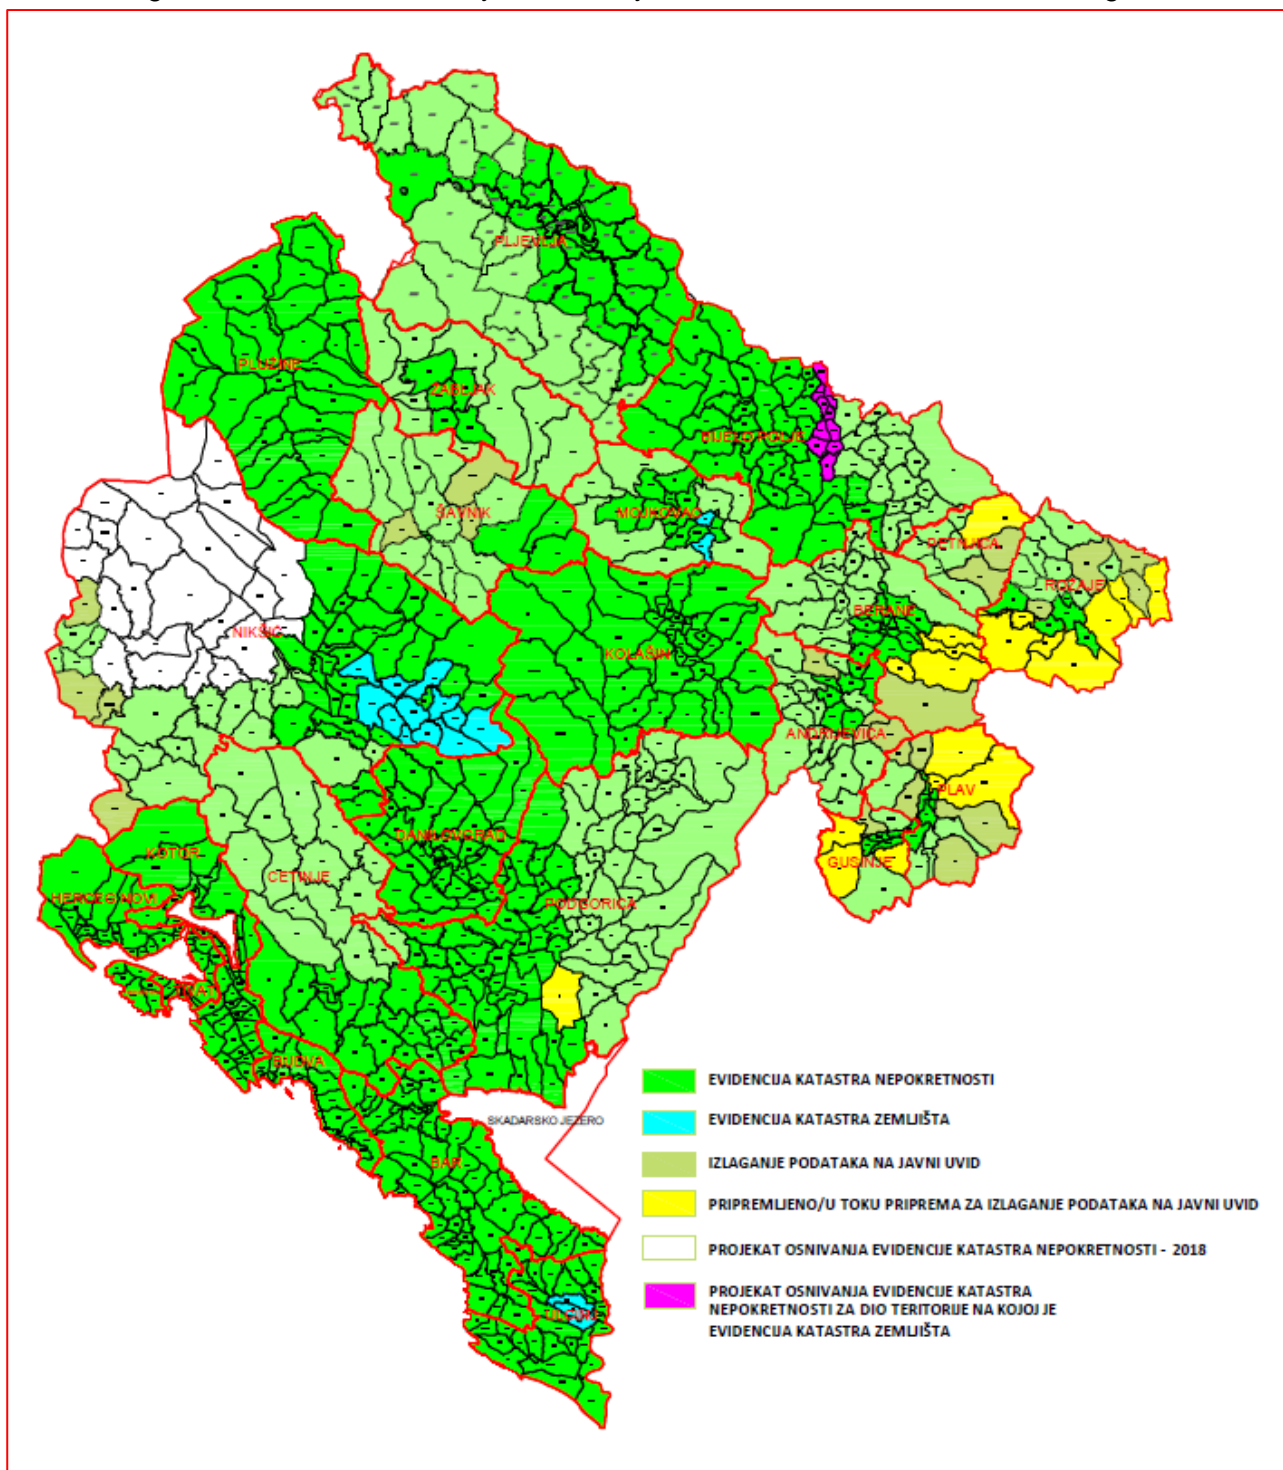 PLJEVLJA
PLUŽINE
ŽABLJAK
BIJELO POLJE
ŠAVNIK
MOJKOVAC
PETNJICA
ROŽAJE
BERANE
NIKŠIĆ
KOLAŠIN
ANDRIJEVICA
PLAV
DANILOVGRAD
KOTOR
GUSINJE
CETINJE
HERCEG NOVI
PODGORICA
TIVAT
BUDVA
EVIDENCIJA KATASTRA NEPOKRETNOSTI
SKADARSKO JEZERO
EVIDENCIJA KATASTRA ZEMLJIŠTA
BAR
IZLAGANJE PODATAKA NA JAVNI UVID
PRIPREMLJENO/U TOKU PRIPREMA ZA IZLAGANJE PODATAKA NA JAVNI UVID
PROJEKAT OSNIVANJA EVIDENCIJE KATASTRA NEPOKRETNOSTI - 2018
PROJEKAT OSNIVANJA EVIDENCIJE KATASTRA
NEPOKRETNOSTI ZA DIO TERITORIJE NA KOJOJ JE
EVIDENCIJA KATASTRA ZEMLJIŠTA
ULCINJ